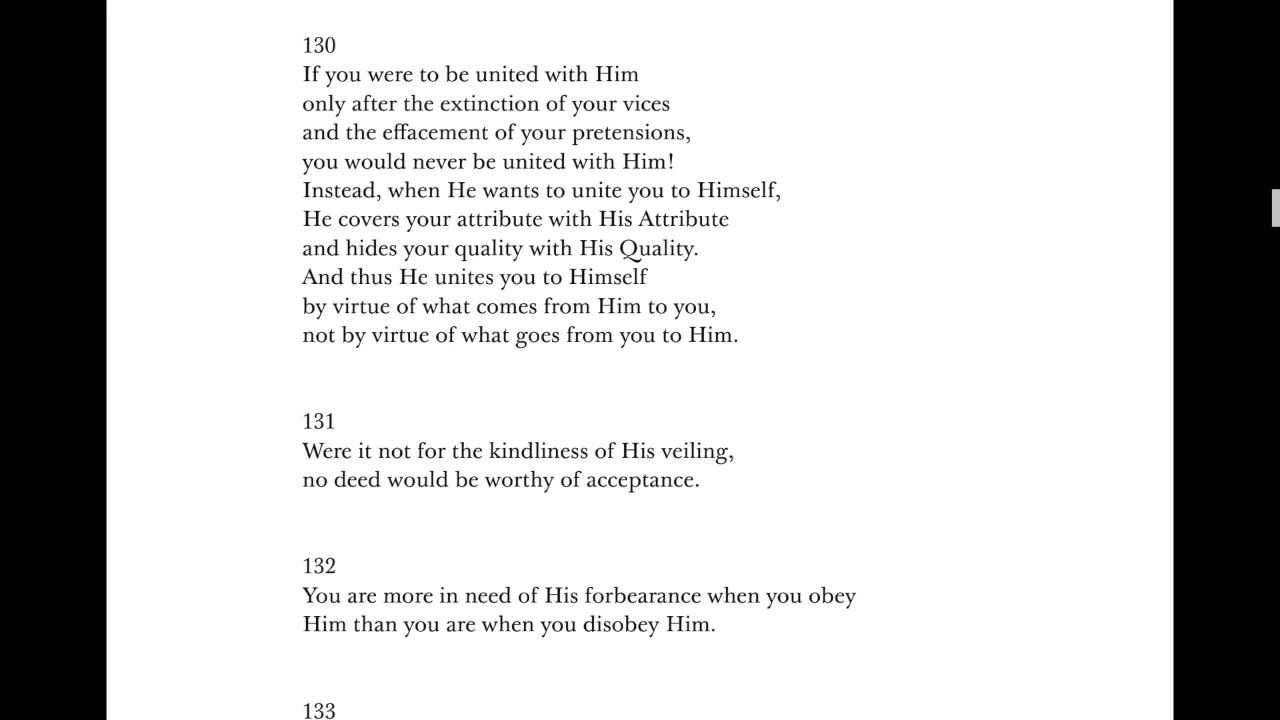 130
If you were to be united with Him
only after the extinction of your vices
and the effacement of your pretensions,
you would never be united with Him!
Instead, when He wants to unite you to Himself,
He covers your attribute with His Attribute
and hides your quality with His Quality.
And thus He unites you to Himself
by virtue of what comes from Him to you,
not by virtue of what goes from you to Him.
131
Were it not for the kindliness of His veiling,
no deed would be worthy of acceptance.
132
You are more in need of His forbearance when you obey
Him than you are when you disobey Him.
133